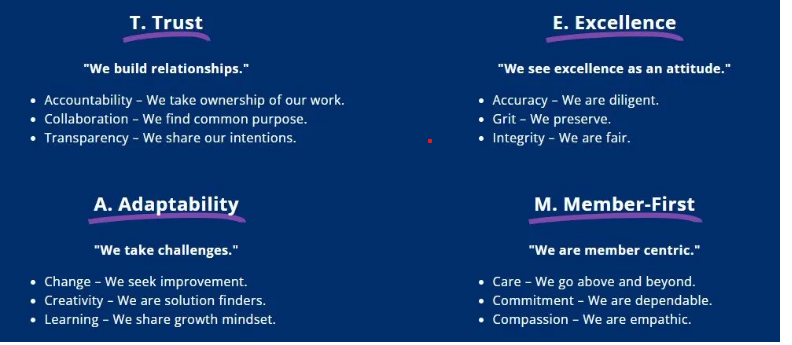 T. Trust
"We build relationships."
• Accountability – We take ownership of our work.
• Collaboration – We find common purpose.
• Transparency – We share our intentions.
E. Excellence
"We see excellence as an attitude."
• Accuracy – We are diligent.
• Grit – We preserve.
• Integrity – We are fair.
A. Adaptability
"We take challenges."
• Change – We seek improvement.
• Creativity – We are solution finders.
• Learning – We share growth mindset.
M. Member-First
"We are member centric."
• Care – We go above and beyond.
• Commitment – We are dependable.
• Compassion – We are empathic.